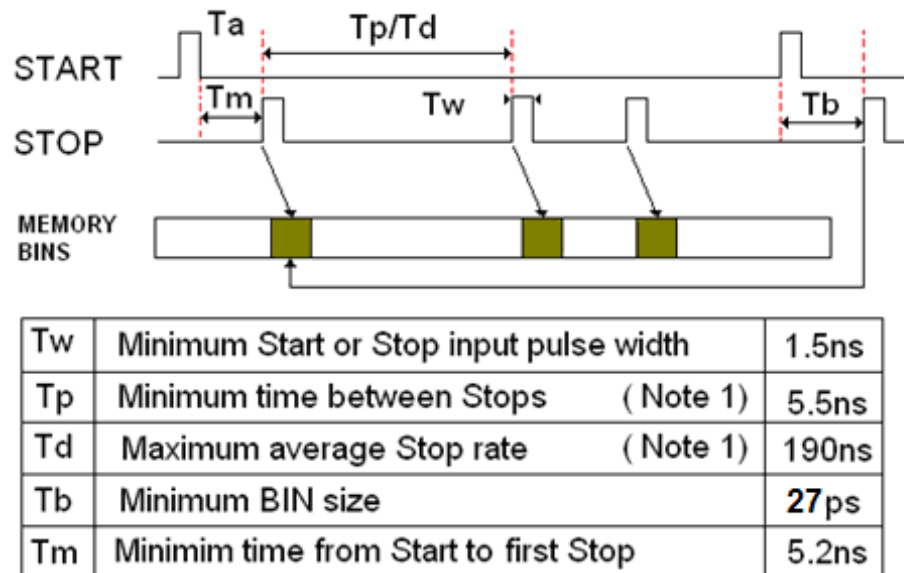 Ta
Tp/Td
START
Tm
Tw
Tb
STOP
MEMORY
BINS
Tw Minimum Start or Stop input pulse width 1.5ns
Tp Minimum time between Stops ( Note 1) 5.5ns
Td Maximum average Stop rate ( Note 1) 190ns
Tb Minimum BIN size 27ps
Tm Minimim time from Start to first Stop 5.2ns